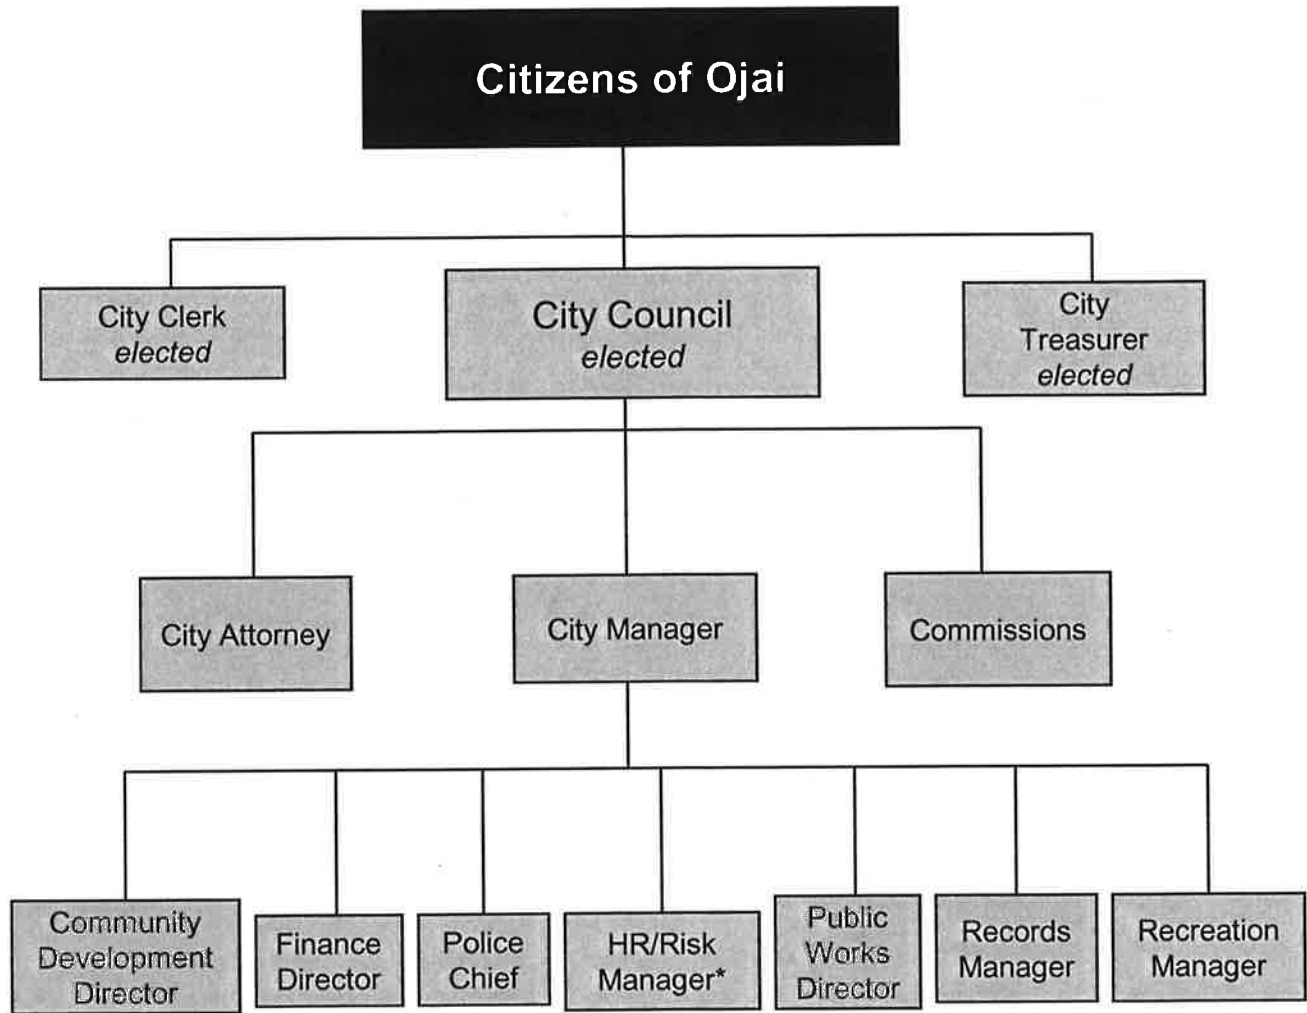 Citizens of Ojai
City Clerk
elected
City Council
elected
City
Treasurer
elected
City Attorney
City Manager
Commissions
Community
Development
Director
Finance
Director
Police
Chief
HR/Risk
Manager*
Public
Works
Director
Records
Manager
Recreation
Manager